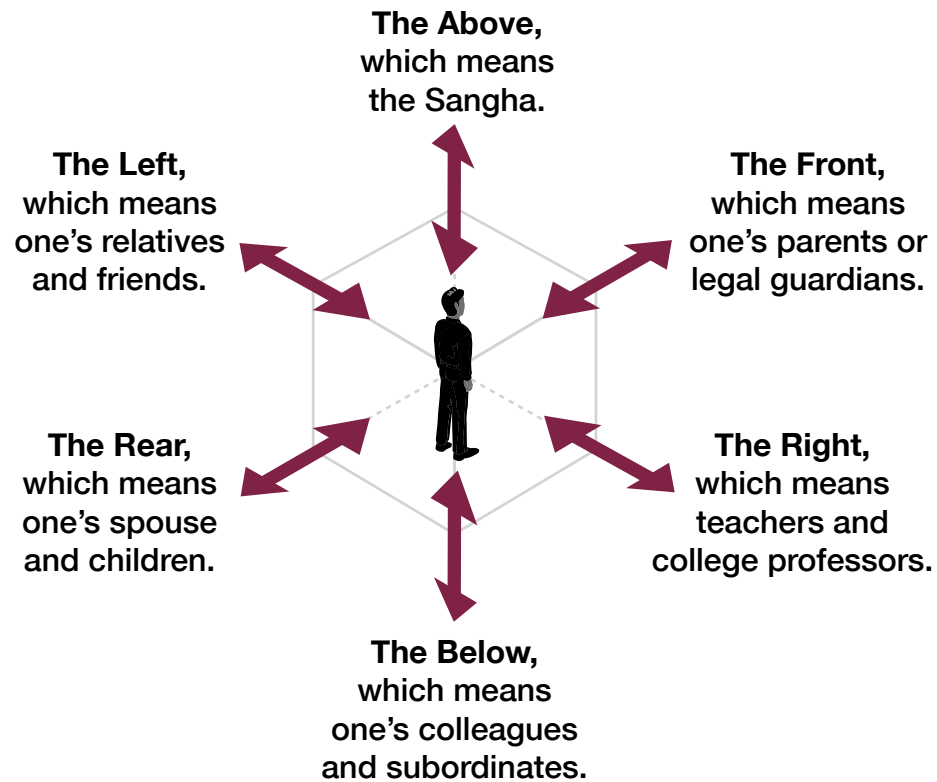 The Above,
which means
the Sangha.
The Left,
which means
one's relatives
and friends.
The Front,
which means
one's parents or
legal guardians.
The Rear,
which means
one's spouse
and children.
The Right,
which means
teachers and
college professors.
The Below,
which means
one's colleagues
and subordinates.